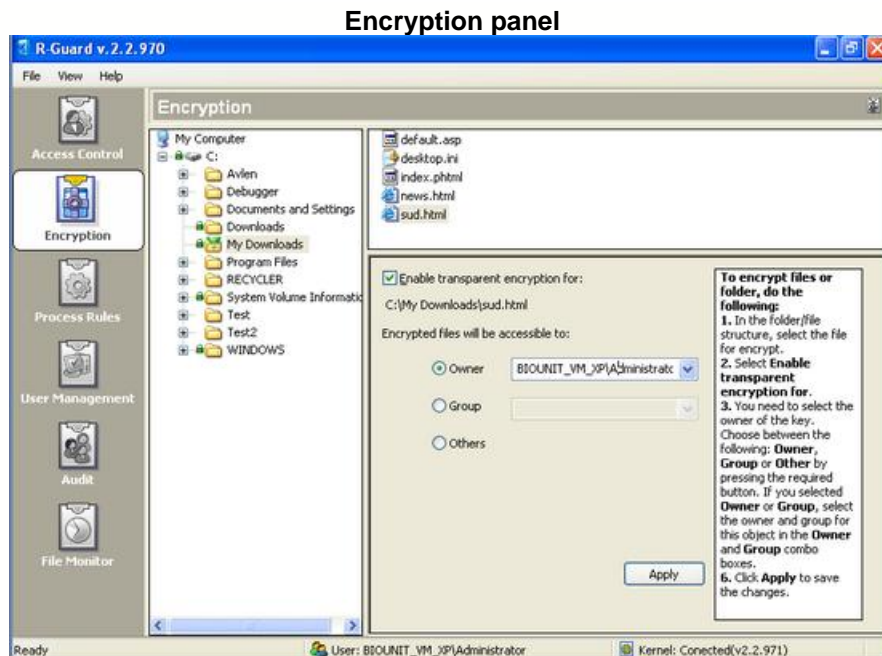 Encryption panel
R-Guard v.2.2.970
File View Help
Encryption
Access Control
Encryption
Process Rules
User Management
Audit
File Monitor
My Computer
C:
Avlen
Debugger
Documents and Settings
Downloads
My Downloads
Program Files
RECYCLER
System Volume Informatic
Test
Test2
WINDOWS
default.asp
desktop.ini
index.phtml
news.html
sud.html
Enable transparent encryption for:
C:\My Downloads\sud.html
Encrypted files will be accessible to:
Owner BIOUNIT_VM_XP\Administratc
Group
Others
Apply
To encrypt files or
folder, do the
following:
1. In the folder/file
structure, select the file
for encrypt.
2. Select Enable
transparent
encryption for.
3. You need to select the
owner of the key.
Choose between the
following: Owner,
Group or Other by
pressing the required
button. If you selected
Owner or Group, select
the owner and group for
this object in the Owner
and Group combo
boxes.
6. Click Apply to save
the changes.
Ready
User: BIOUNIT_VM_XP\Administrator
Kernel: Conected(v2.2.971)